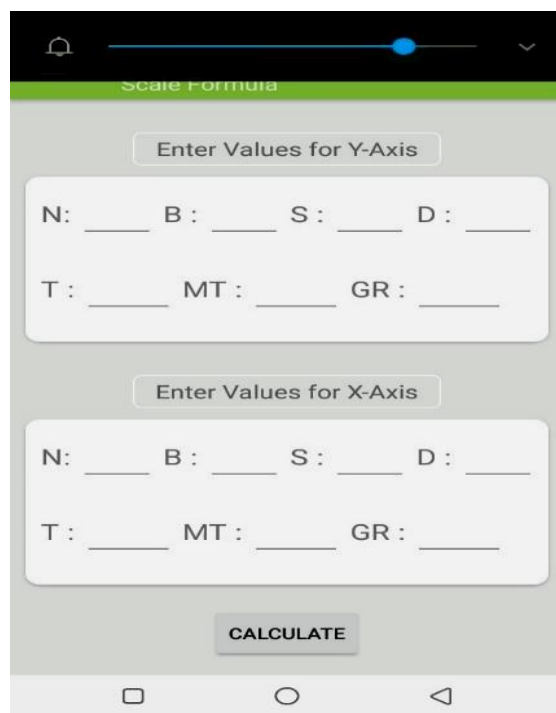 Scale Formula
Enter Values for Y-Axis
N: B : S : D :
T : MT : GR :
Enter Values for X-Axis
N: B : S : D :
T : MT : GR :
CALCULATE